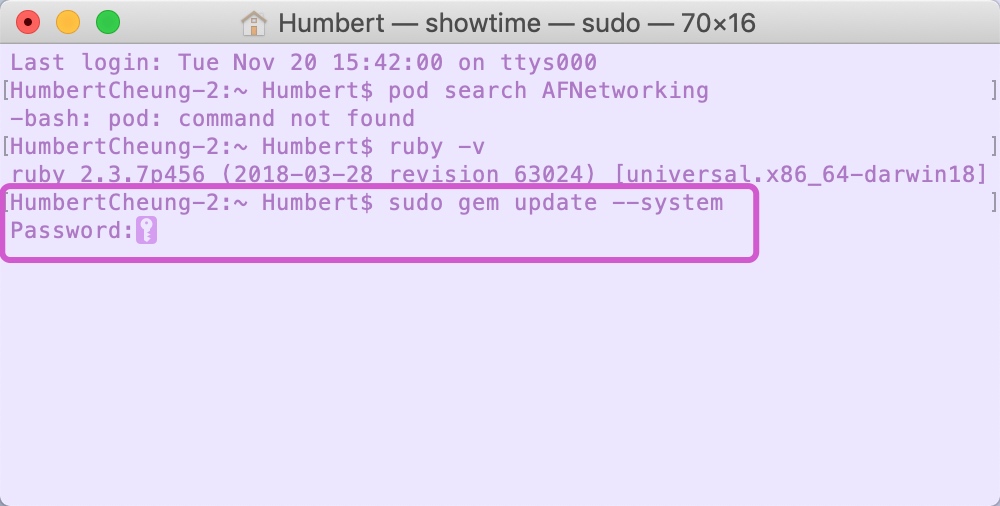 Humbert — showtime — sudo — 70×16
Last login: Tue Nov 20 15:42:00 on ttys000
[HumbertCheung-2:~ Humbert$ pod search AFNetworking ]
-bash: pod: command not found
[HumbertCheung-2:~ Humbert$ ruby -v ]
ruby 2.3.7p456 (2018-03-28 revision 63024) [universal.x86_64-darwin18]
[HumbertCheung-2:~ Humbert$ sudo gem update --system ]
Password: